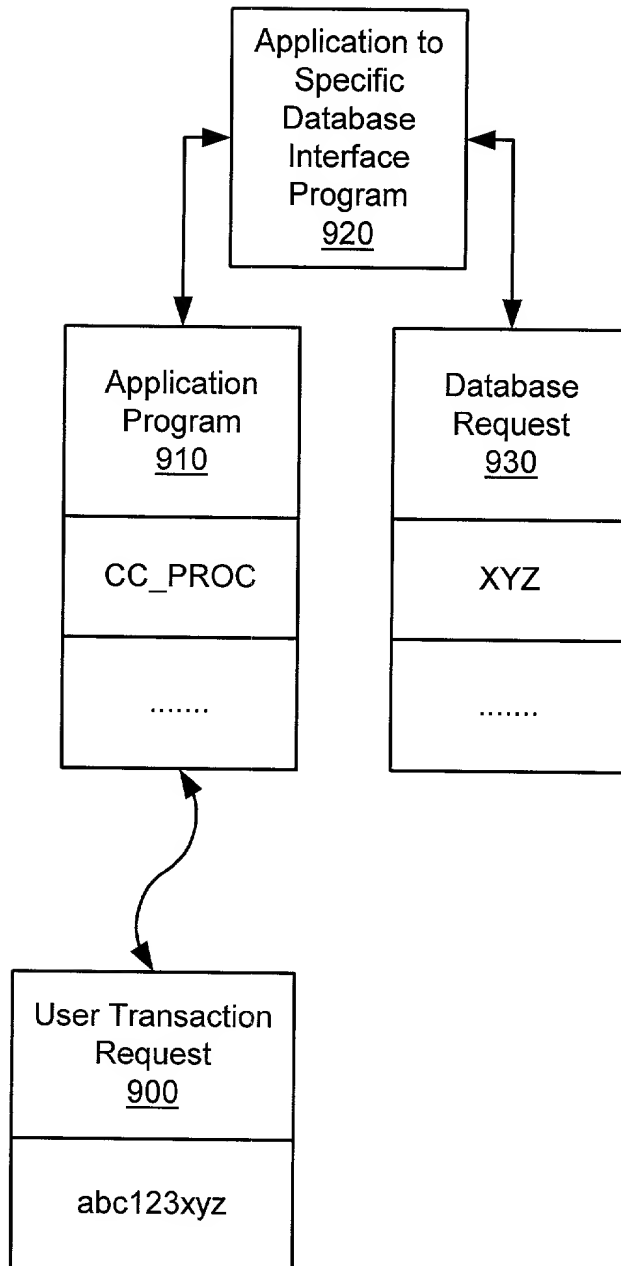 Application to
Specific
Database
Interface
Program
920
Application
Program
910
CC_PROC
.......
Database
Request
930
XYZ
.......
User Transaction
Request
900
abc123xyz